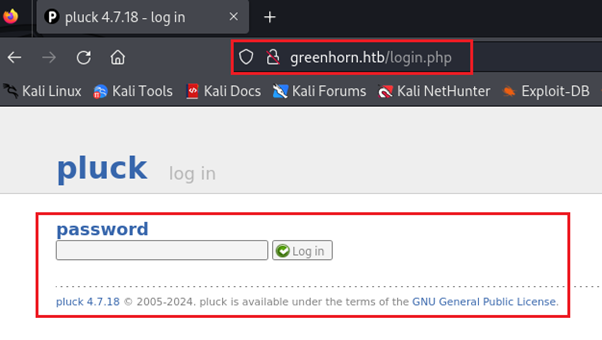 pluck 4.7.18 - log in
greenhorn.htb/login.php
Kali Linux Kali Tools Kali Docs Kali Forums Kali NetHunter Exploit-DB
pluck log in
password
Log in
pluck 4.7.18 © 2005-2024. pluck is available under the terms of the GNU General Public License.